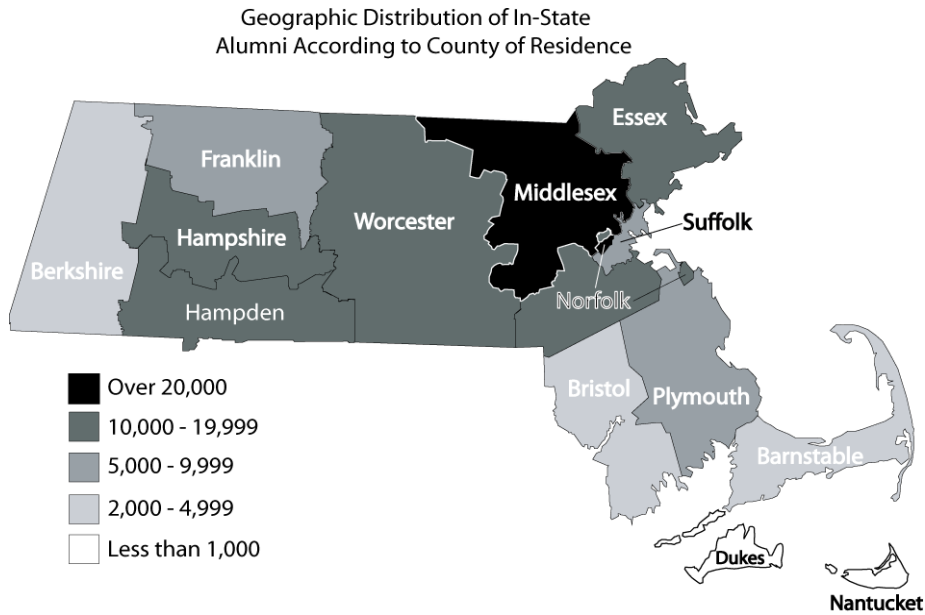 Geographic Distribution of In-State
Alumni According to County of Residence
Essex
Franklin
Middlesex
Worcester
Suffolk
Hampshire
Berkshire
Norfolk
Hampden
Over 20,000
Bristol
Plymouth
10,000 - 19,999
5,000 - 9,999
Barnstable
2,000 - 4,999
Less than 1,000
Dukes
Nantucket